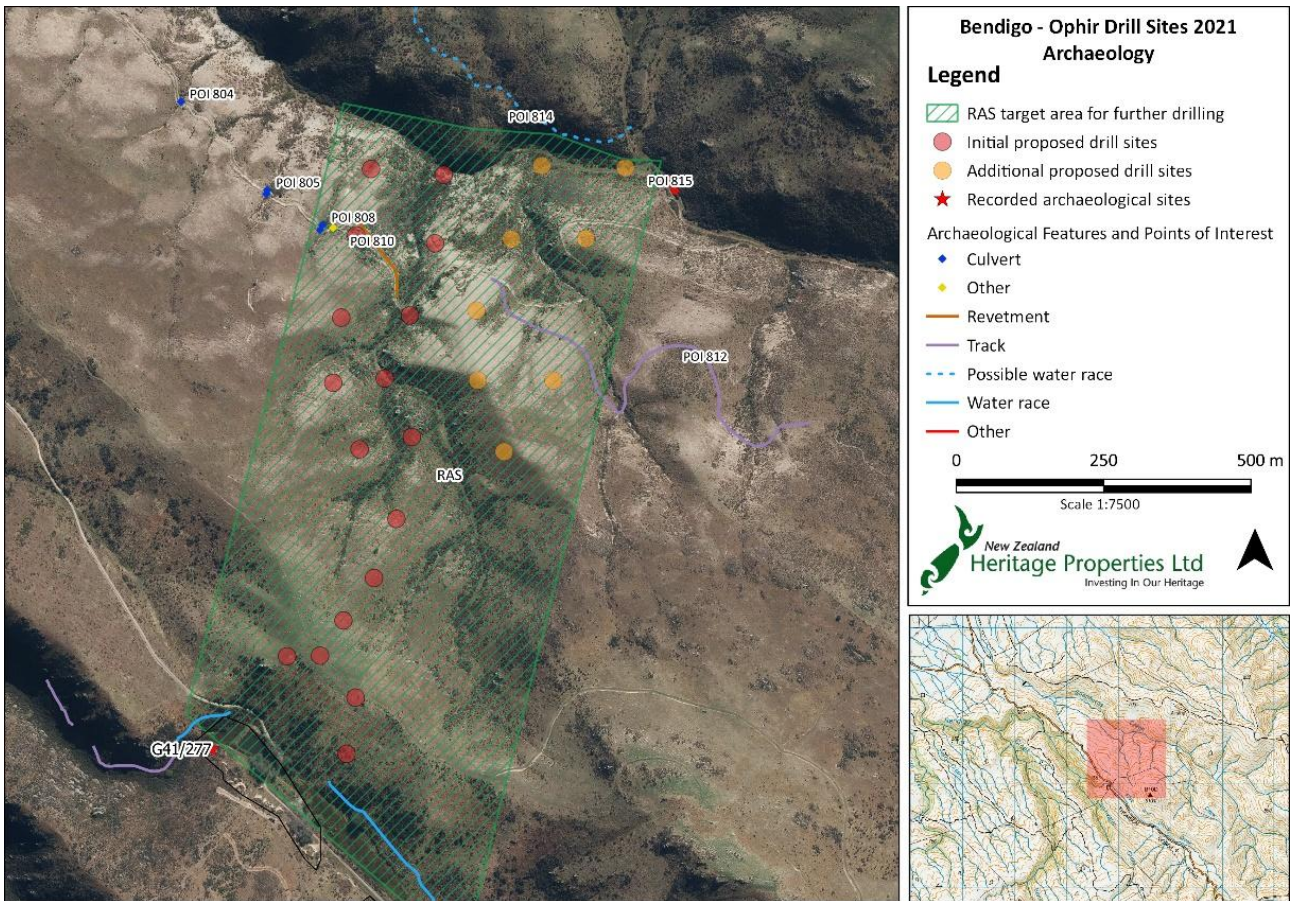 POI 804
POI 805
POI 808
POI 810
POI 814
POI 815
POI 812
RAS
G41/277
Bendigo - Ophir Drill Sites 2021
Archaeology
Legend
RAS target area for further drilling
Initial proposed drill sites
Additional proposed drill sites
Recorded archaeological sites
Archaeological Features and Points of Interest
Culvert
Other
Revetment
Track
Possible water race
Water race
Other
0 250 500 m
Scale 1:7500
New Zealand
Heritage Properties Ltd
Investing In Our Heritage